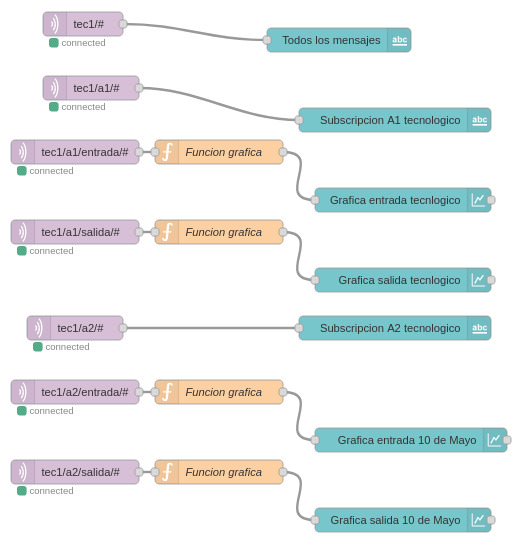 tec1/#
connected
Todos los mensajes
abc
tec1/a1/#
connected
Subscripcion A1 tecnologico
abc
tec1/a1/entrada/#
connected
Funcion grafica
Grafica entrada tecnlogico
tec1/a1/salida/#
connected
Funcion grafica
Grafica salida tecnlogico
tec1/a2/#
connected
Subscripcion A2 tecnologico
abc
tec1/a2/entrada/#
connected
Funcion grafica
Grafica entrada 10 de Mayo
tec1/a2/salida/#
connected
Funcion grafica
Grafica salida 10 de Mayo